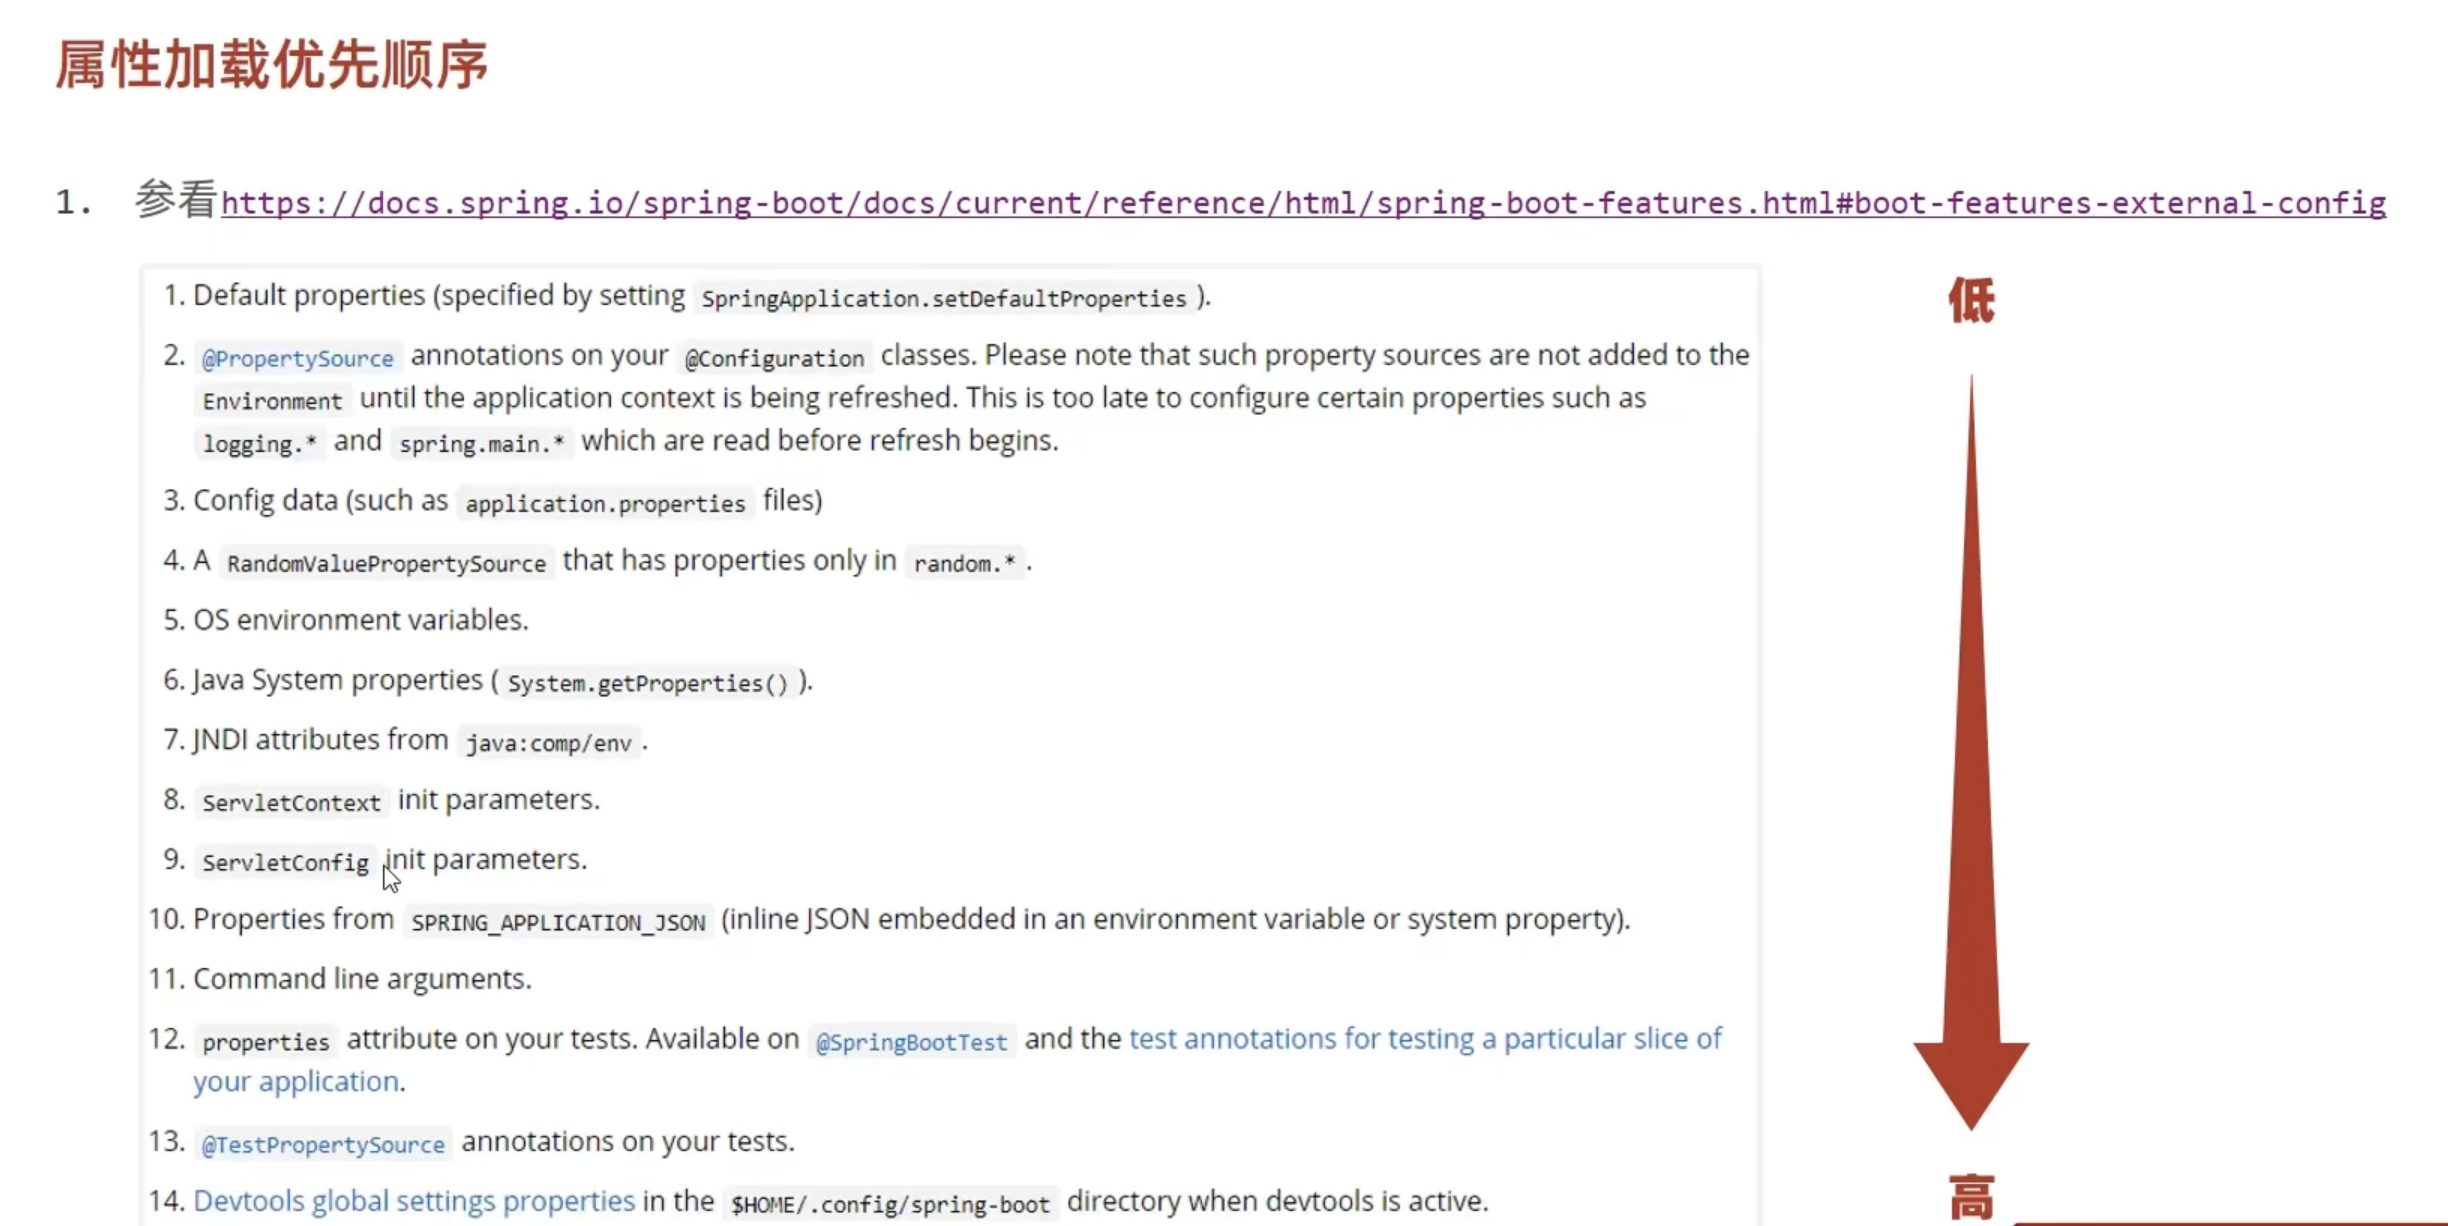 属性加载优先顺序
1. 参看https://docs.spring.io/spring-boot/docs/current/reference/html/spring-boot-features.html#boot-features-external-config
1. Default properties (specified by setting SpringApplication.setDefaultProperties ).
低
2. @PropertySource annotations on your @Configuration classes. Please note that such property sources are not added to the
Environment until the application context is being refreshed. This is too late to configure certain properties such as
logging.* and spring.main.* which are read before refresh begins.
3. Config data (such as application.properties files)
4. A RandomValuePropertySource that has properties only in random.* .
5. OS environment variables.
6. Java System properties ( System.getProperties() ).
7. JNDI attributes from java:comp/env .
8. ServletContext init parameters.
9. ServletConfig init parameters.
10. Properties from SPRING_APPLICATION_JSON (inline JSON embedded in an environment variable or system property).
11. Command line arguments.
12. properties attribute on your tests. Available on @SpringBootTest and the test annotations for testing a particular slice of
your application.
13. @TestPropertySource annotations on your tests.
14. Devtools global settings properties in the $HOME/.config/spring-boot directory when devtools is active.
高